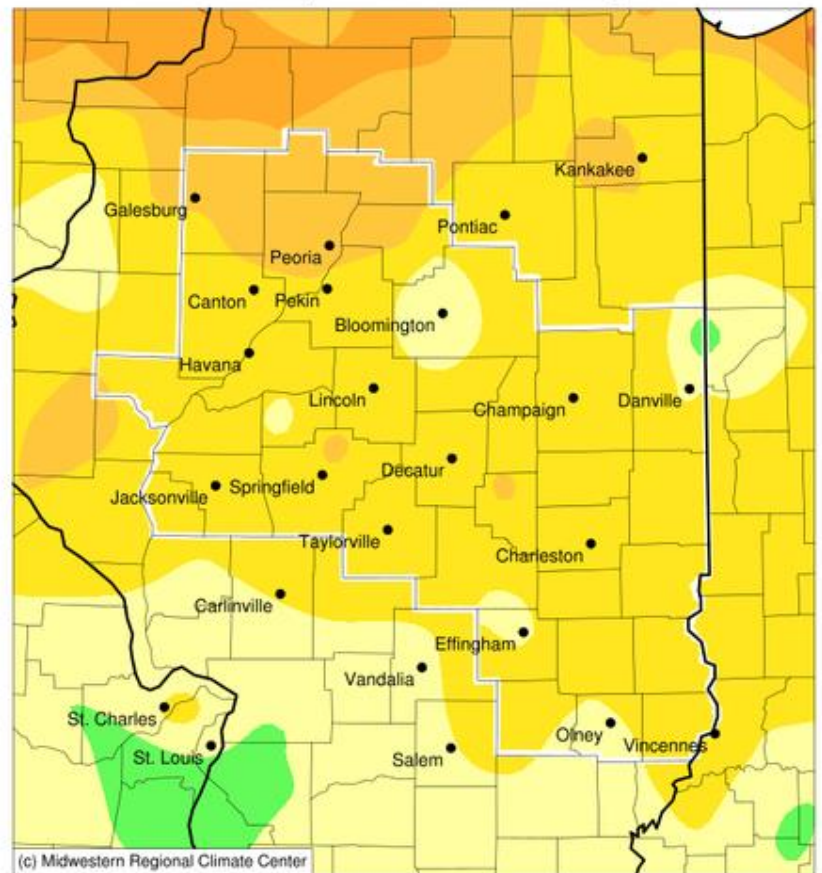 Kankakee
Galesburg
Pontiac
Peoria
Canton
Pekin
Bloomington
Havana
Lincoln
Champaign
Danville
Decatur
Jacksonville
Springfield
Taylorville
Charleston
Carlinville
Effingham
Vandalia
St. Charles
Olney
Vincennes
St. Louis
Salem
(c) Midwestern Regional Climate Center